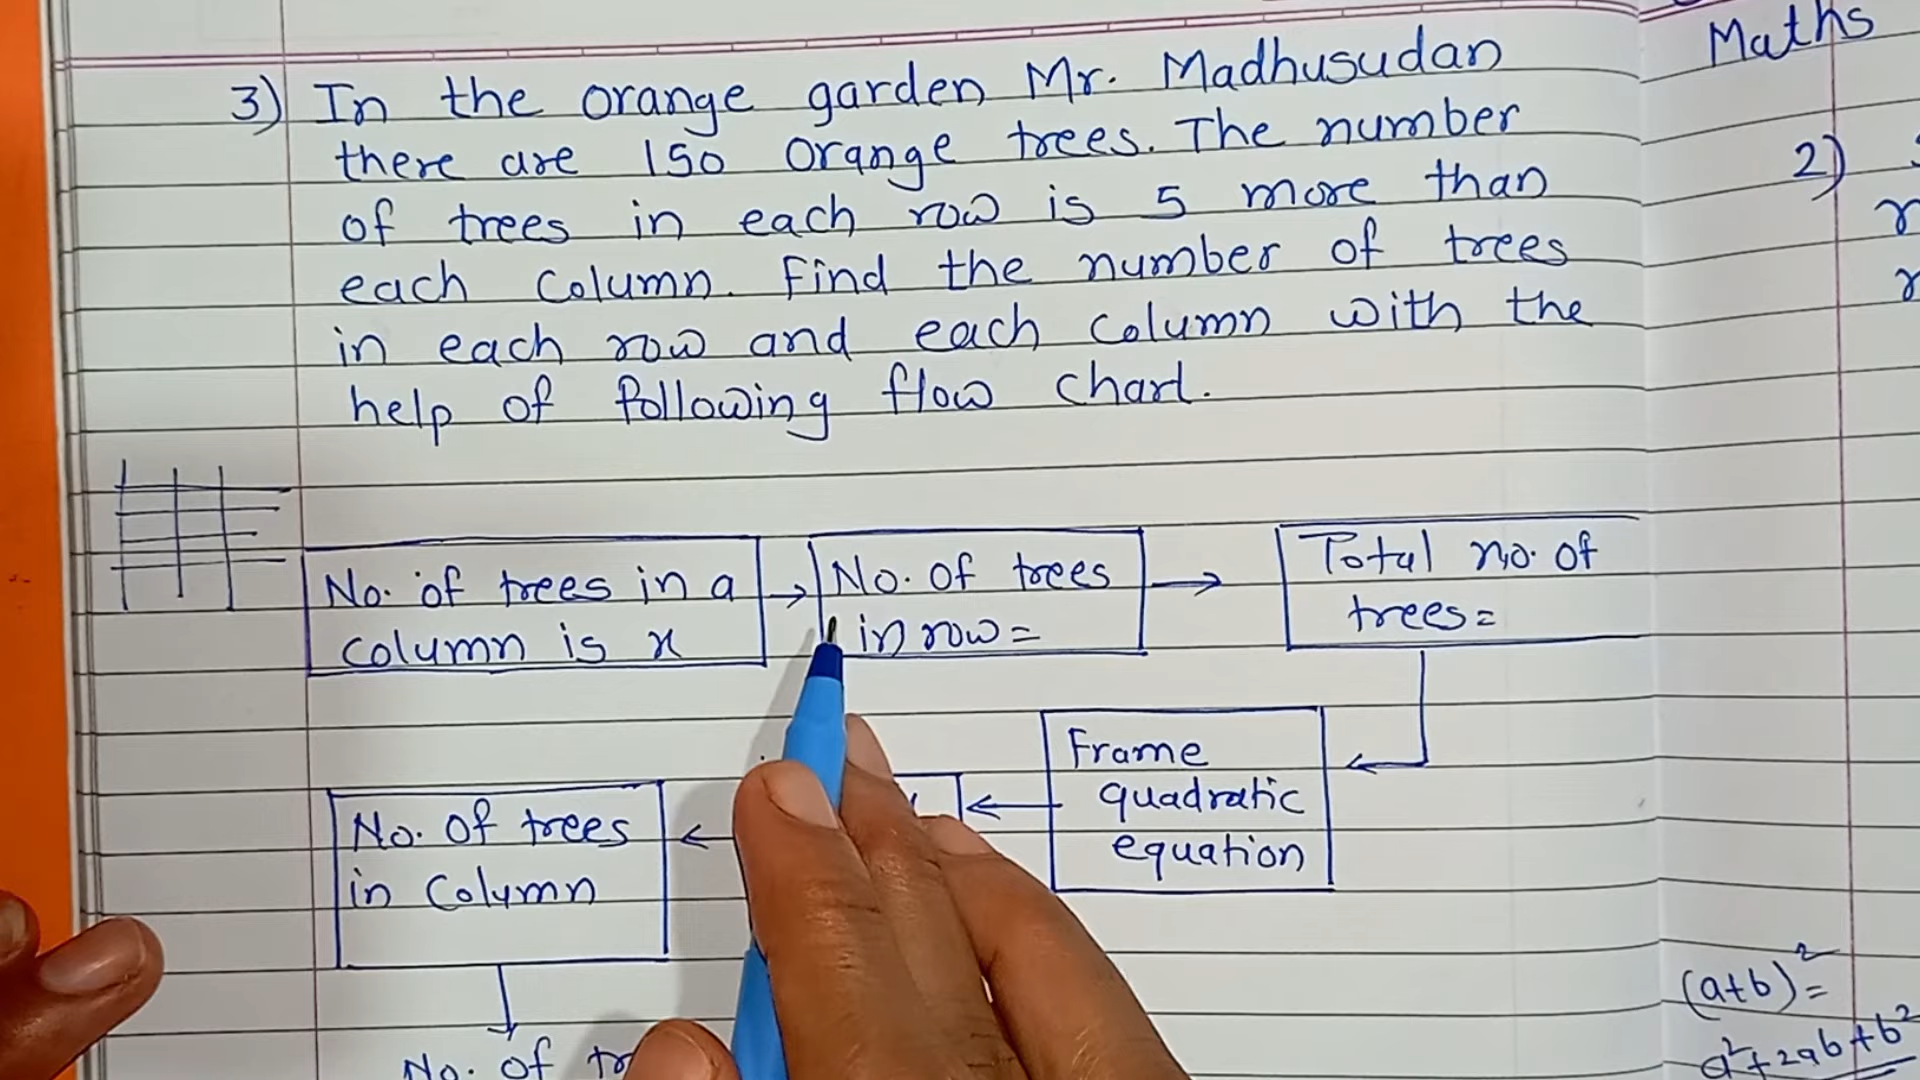 3) In the orange garden Mr. Madhusudan
there are 150 orange trees. The number
of trees in each row is 5 more than
each column. Find the number of trees
in each row and each column with the
help of following flow chart.
No. of trees in a
column is x
No. of trees
in row =
Total no. of
trees =
Frame
quadratic
equation
No. of trees
in column
No. of
Maths
2)
(a+b)² =
a²+2ab+b²